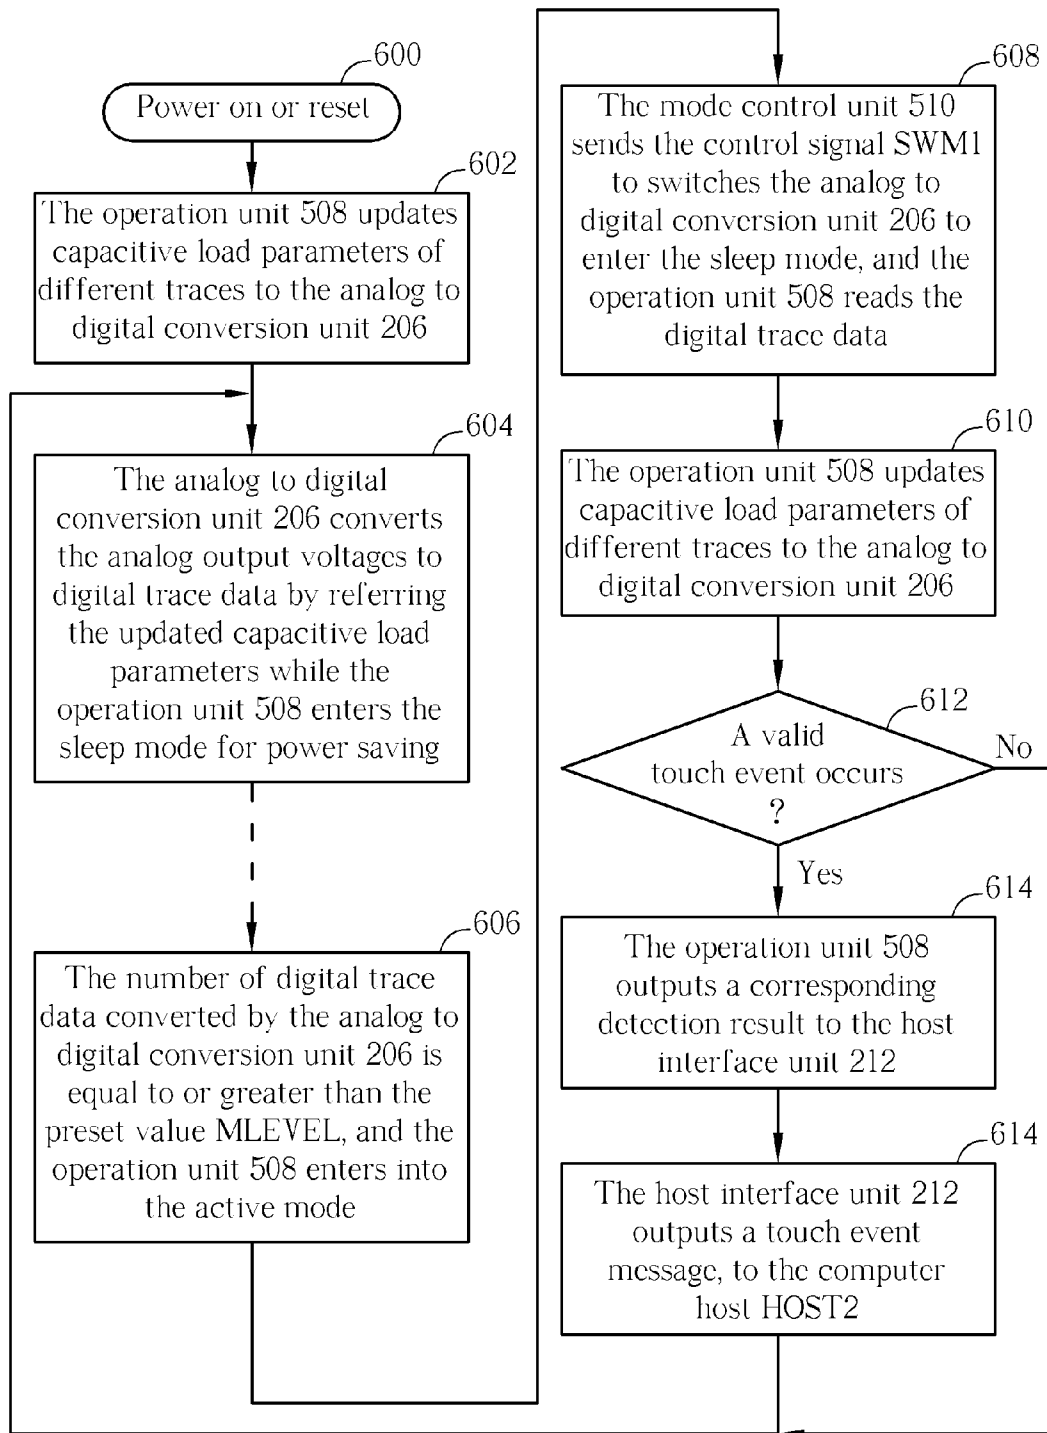 600
Power on or reset
602
The operation unit 508 updates
capacitive load parameters of
different traces to the analog to
digital conversion unit 206
604
The analog to digital
conversion unit 206 converts
the analog output voltages to
digital trace data by referring
the updated capacitive load
parameters while the
operation unit 508 enters the
sleep mode for power saving
606
The number of digital trace
data converted by the analog to
digital conversion unit 206 is
equal to or greater than the
preset value MLEVEL, and the
operation unit 508 enters into
the active mode
608
The mode control unit 510
sends the control signal SWM1
to switches the analog to
digital conversion unit 206 to
enter the sleep mode, and the
operation unit 508 reads the
digital trace data
610
The operation unit 508 updates
capacitive load parameters of
different traces to the analog to
digital conversion unit 206
612
A valid
touch event occurs
?
No
Yes
614
The operation unit 508
outputs a corresponding
detection result to the host
interface unit 212
614
The host interface unit 212
outputs a touch event
message, to the computer
host HOST2